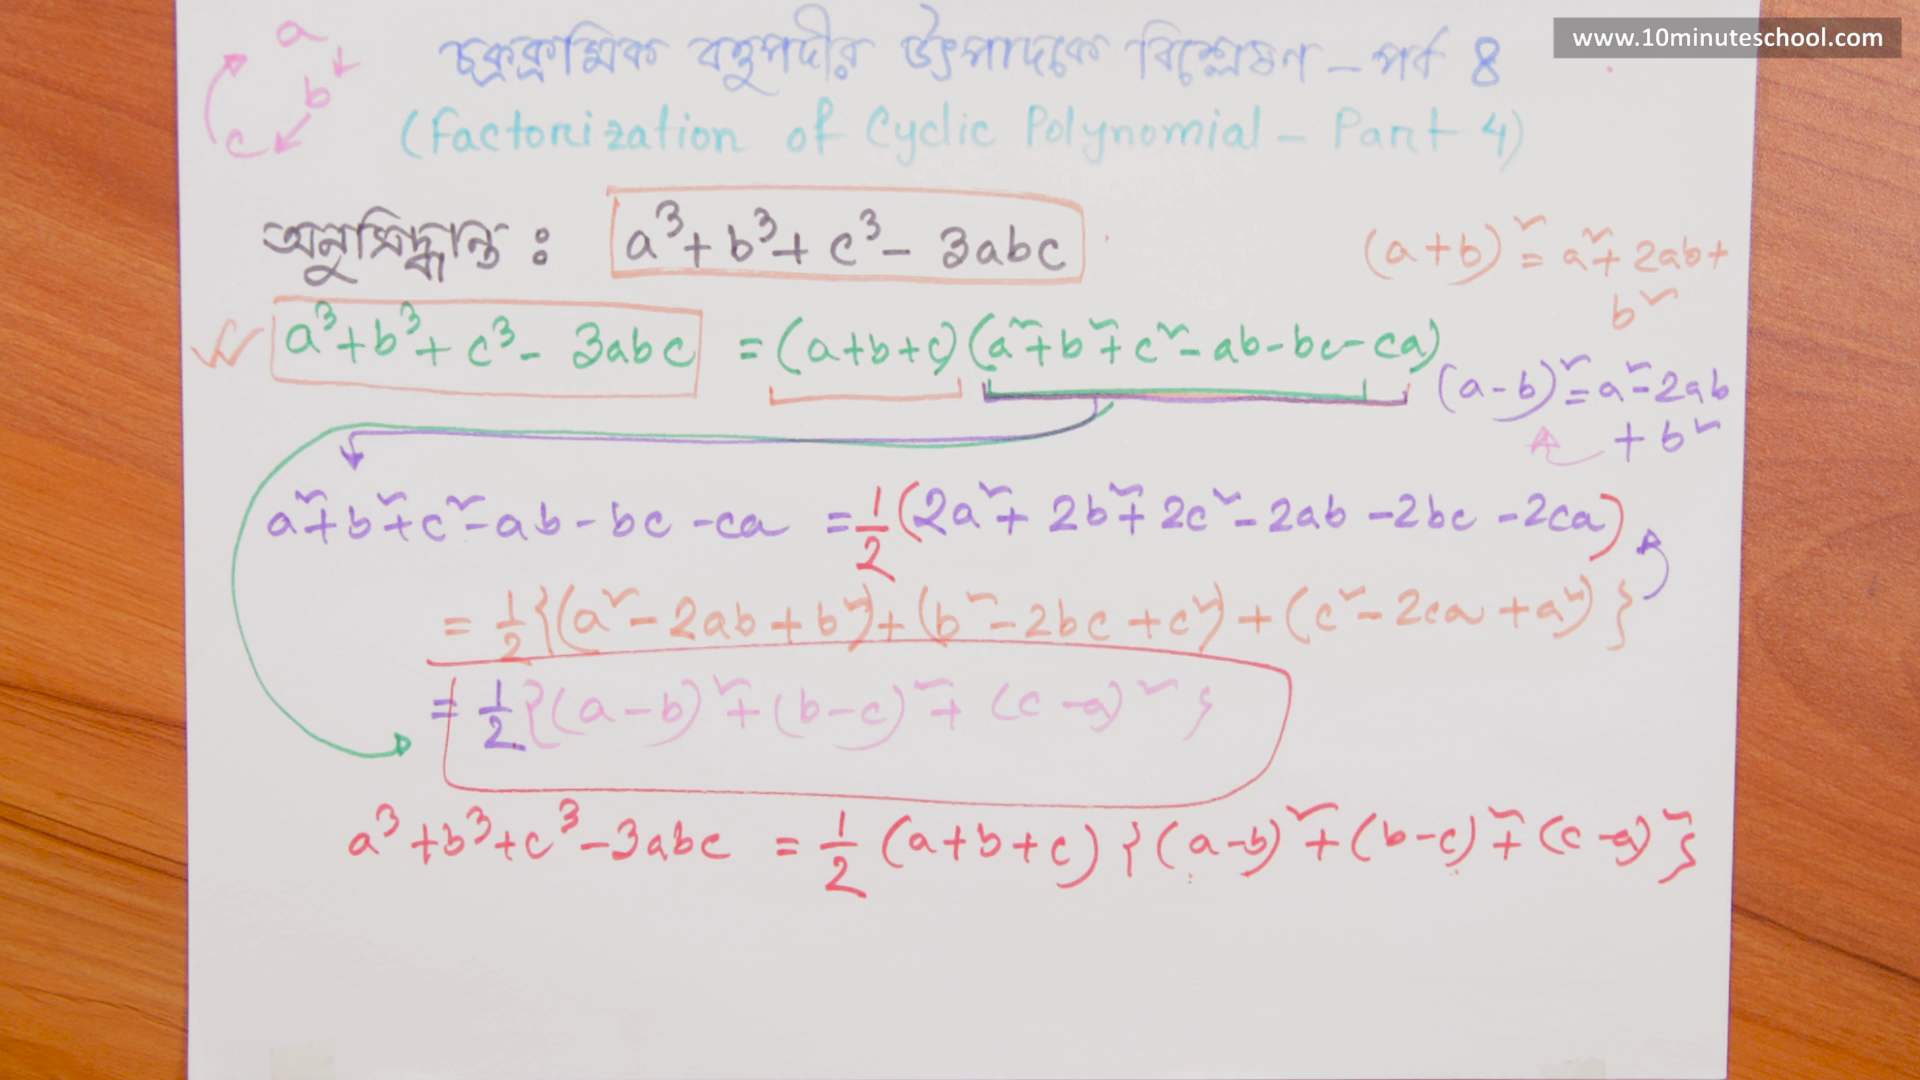 www.10minuteschool.com
a
b
c
চক্রক্রমিক বহুপদীর উৎপাদকে বিশ্লেষণ – পর্ব ৪
(Factorization of Cyclic Polynomial – Part 4)
অনুসিদ্ধান্ত : a³ + b³ + c³ – 3abc
(a+b)² = a² + 2ab +
b²
a³ + b³ + c³ – 3abc = (a+b+c)(a²+b²+c²–ab–bc–ca)
(a-b)² = a² – 2ab
+ b²
a²+b²+c²–ab–bc–ca = 1/2 (2a² + 2b² + 2c² – 2ab – 2bc – 2ca)
= 1/2 {(a² – 2ab + b²) + (b² – 2bc + c²) + (c² – 2ca + a²)}
= 1/2 {(a–b)² + (b–c)² + (c–a)²}
a³ + b³ + c³ – 3abc = 1/2 (a+b+c) {(a–b)² + (b–c)² + (c–a)²}